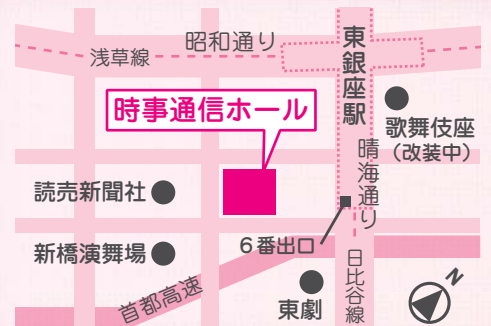 昭和通り
浅草線
東銀座駅
時事通信ホール
歌舞伎座
（改装中）
晴海通り
読売新聞社
6番出口
新橋演舞場
日比谷線
首都高速
東劇
N